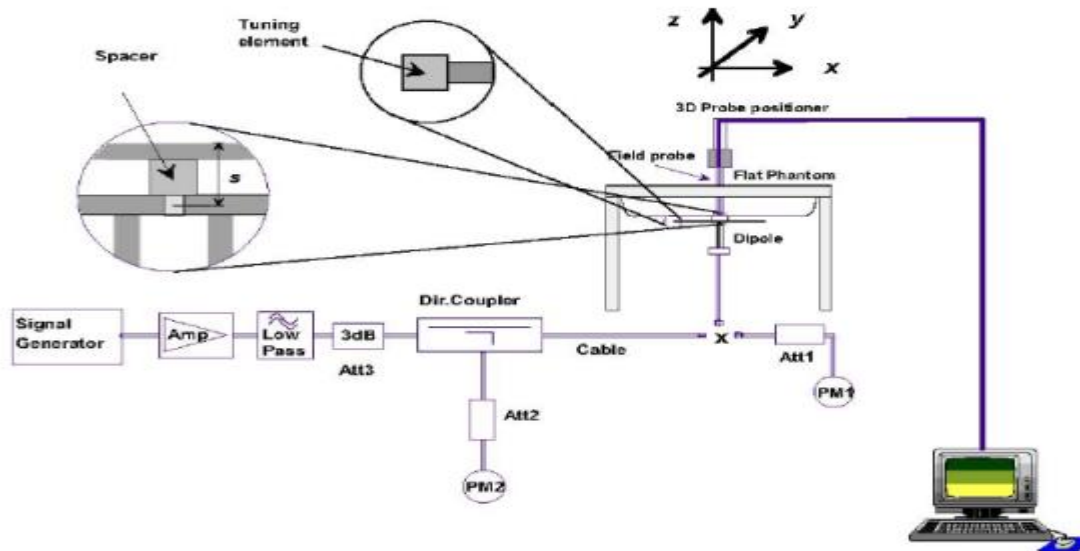 Tuning
element
z
y
x
Spacer
3D Probe positioner
Field probe
Flat Phantom
s
Dipole
Dir.Coupler
Signal
Generator
Amp
Low
Pass
3dB
Att3
Cable
X
Att1
PM1
Att2
PM2